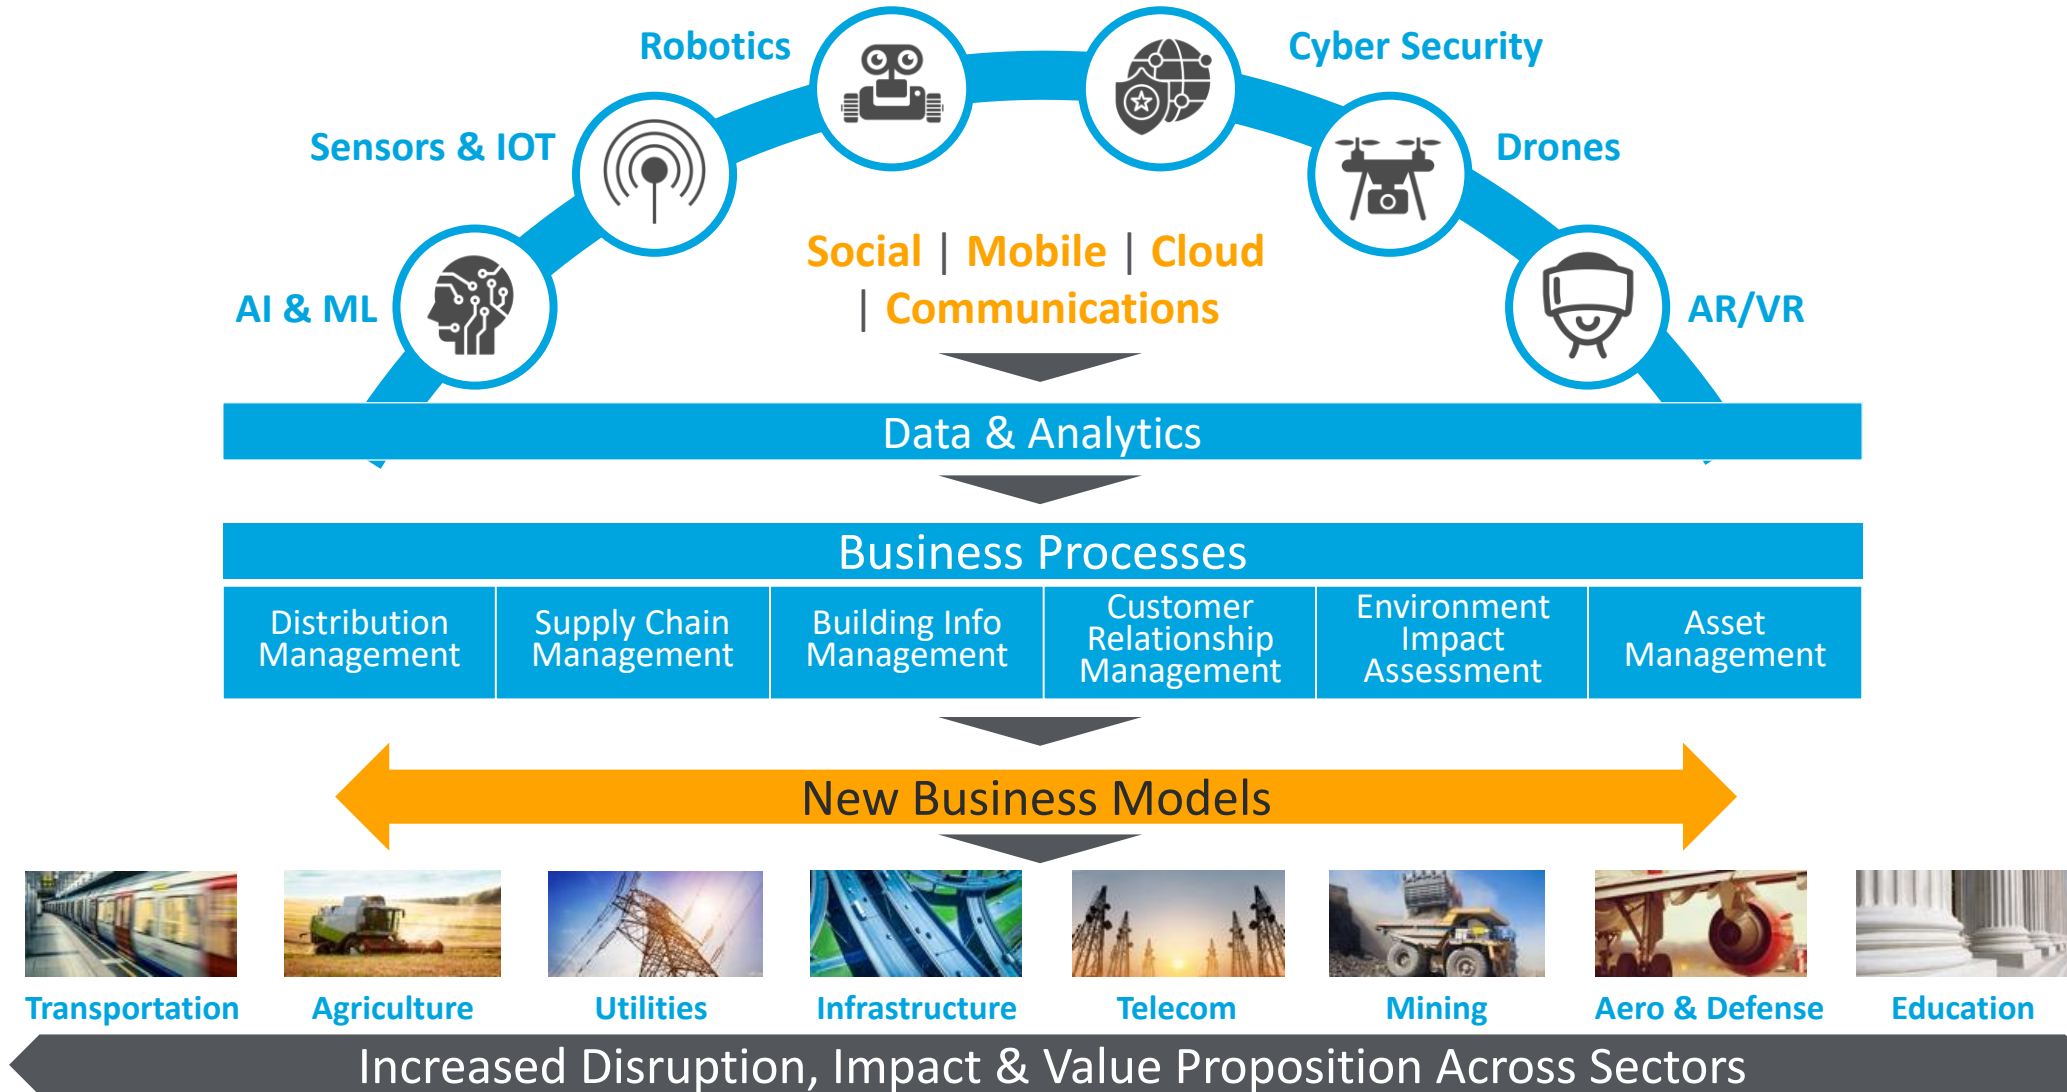 Robotics
Cyber Security
Sensors & IOT
Drones
AI & ML
AR/VR
Social | Mobile | Cloud
| Communications
Data & Analytics
Business Processes
Distribution
Management
Supply Chain
Management
Building Info
Management
Customer
Relationship
Management
Environment
Impact
Assessment
Asset
Management
New Business Models
Transportation
Agriculture
Utilities
Infrastructure
Telecom
Mining
Aero & Defense
Education
Increased Disruption, Impact & Value Proposition Across Sectors